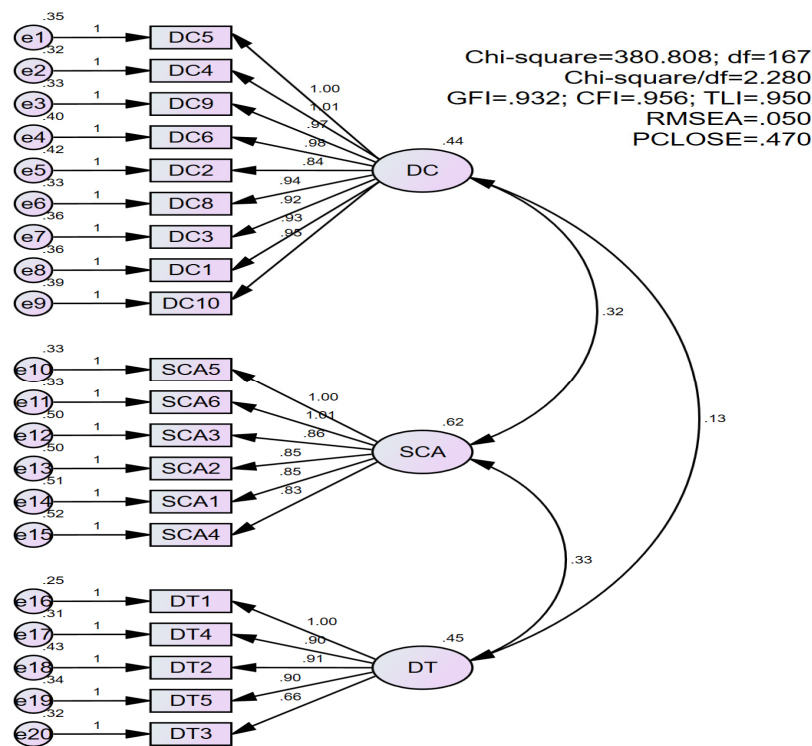 Chi-square=380.808; df=167
Chi-square/df=2.280
GFI=.932; CFI=.956; TLI=.950
RMSEA=.050
PCLOSE=.470
.35
e1 1 DC5
.32
e2 1 DC4
.33
e3 1 DC9
.40
e4 1 DC6
.42
e5 1 DC2
.33
e6 1 DC8
.36
e7 1 DC3
.36
e8 1 DC1
.39
e9 1 DC10
1.00
1.01
.97
.98
.84
.94
.92
.93
.95
.44
DC
.32
.13
.33
e10 1 SCA5
.33
e11 1 SCA6
.50
e12 1 SCA3
.50
e13 1 SCA2
.51
e14 1 SCA1
.52
e15 1 SCA4
1.00
1.01
.86
.85
.85
.83
.62
SCA
.33
.25
e16 1 DT1
.31
e17 1 DT4
.43
e18 1 DT2
.34
e19 1 DT5
.32
e20 1 DT3
1.00
.90
.91
.90
.66
.45
DT